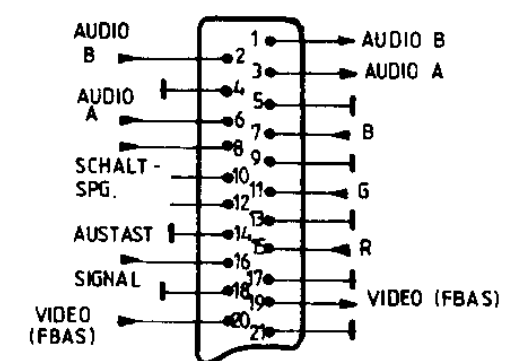 AUDIO
B
2
4
AUDIO
A
6
8
SCHALT-
SPG.
10
12
AUSTAST
14
16
SIGNAL
18
VIDEO
(FBAS)
20
1 AUDIO B
3 AUDIO A
5
7 B
9
11 G
13
15 R
17
19 VIDEO (FBAS)
21